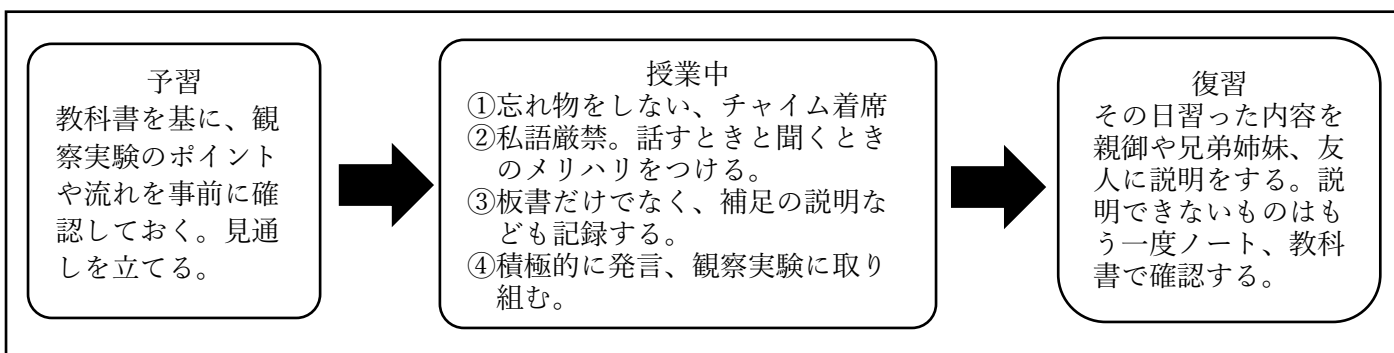 予習
教科書を基に、観
察実験のポイント
や流れを事前に確
認しておく。見通
しを立てる。
授業中
①忘れ物をしない、チャイム着席
②私語厳禁。話すときと聞くとき
のメリハリをつける。
③板書だけでなく、補足の説明な
ども記録する。
④積極的に発言、観察実験に取り
組む。
復習
その日習った内容を
親御や兄弟姉妹、友
人に説明をする。説
明できないものはも
う一度ノート、教科
書で確認する。